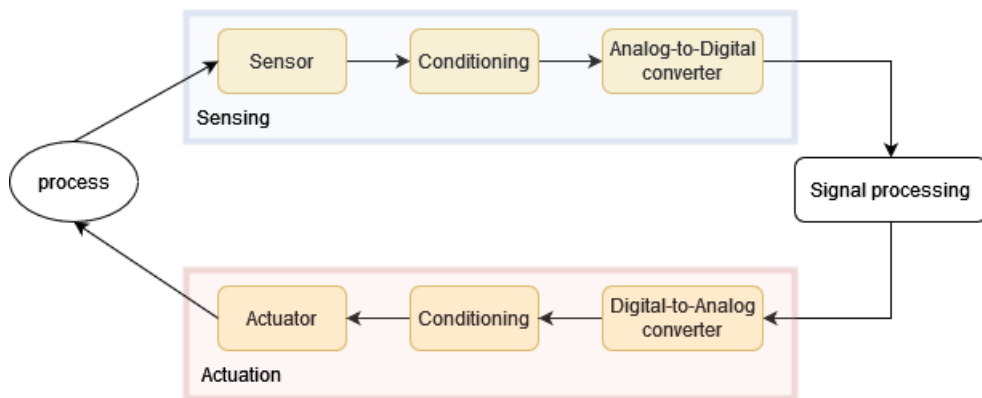 Sensor
Conditioning
Analog-to-Digital
converter
Sensing
process
Signal processing
Actuator
Conditioning
Digital-to-Analog
converter
Actuation